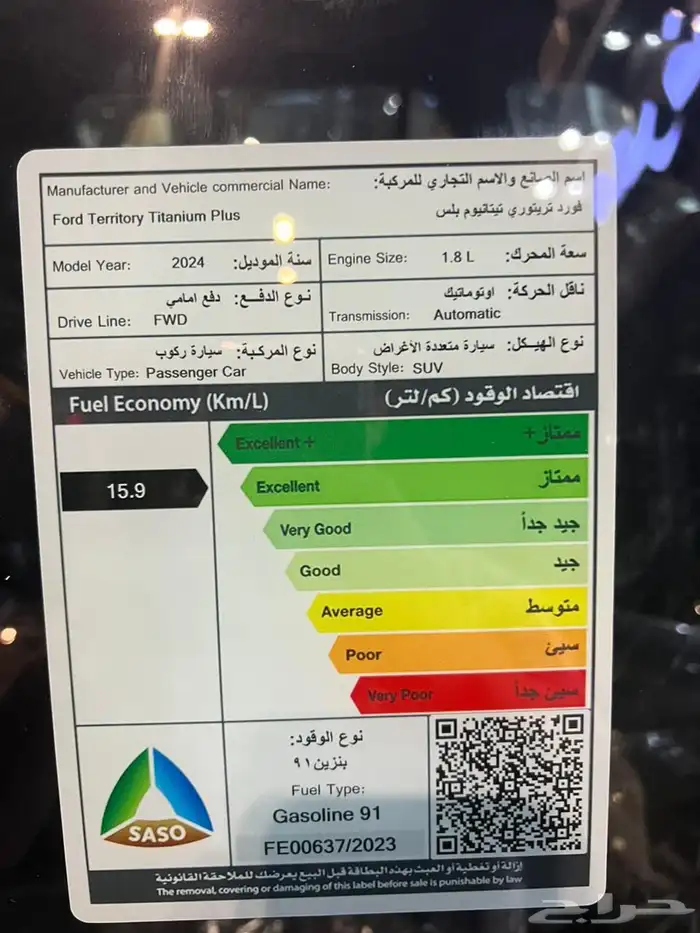 اسم الصانع والاسم التجاري للمركبة:
Manufacturer and Vehicle commercial Name:
فورد تريتوري تيتانيوم بلس
Ford Territory Titanium Plus
سنة الموديل:
Model Year: 2024
سعة المحرك:
Engine Size: 1.8 L
نوع الدفع: دفع امامي
Drive Line: FWD
ناقل الحركة: اوتوماتيك
Transmission: Automatic
نوع المركبة: سيارة ركوب
Vehicle Type: Passenger Car
نوع الهيكل: سيارة متعددة الأغراض
Body Style: SUV
Fuel Economy (Km/L) اقتصاد الوقود (كم/لتر)
Excellent + ممتاز+
15.9
Excellent ممتاز
Very Good جيد جداً
Good جيد
Average متوسط
Poor سيئ
Very Poor سيئ جداً
SASO
نوع الوقود:
بنزين ٩١
Fuel Type:
Gasoline 91
FE00637/2023
إزالة أو تغطية أو العبث بهذه البطاقة قبل البيع يعرضك للملاحقة القانونية
The removal, covering or damaging of this label before sale is punishable by law
حراج